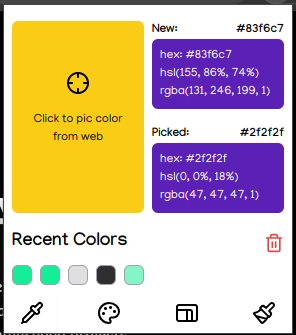 New: #83f6c7
hex: #83f6c7
hsl(155, 86%, 74%)
rgba(131, 246, 199, 1)
Click to pic color
from web
Picked: #2f2f2f
hex: #2f2f2f
hsl(0, 0%, 18%)
rgba(47, 47, 47, 1)
Recent Colors